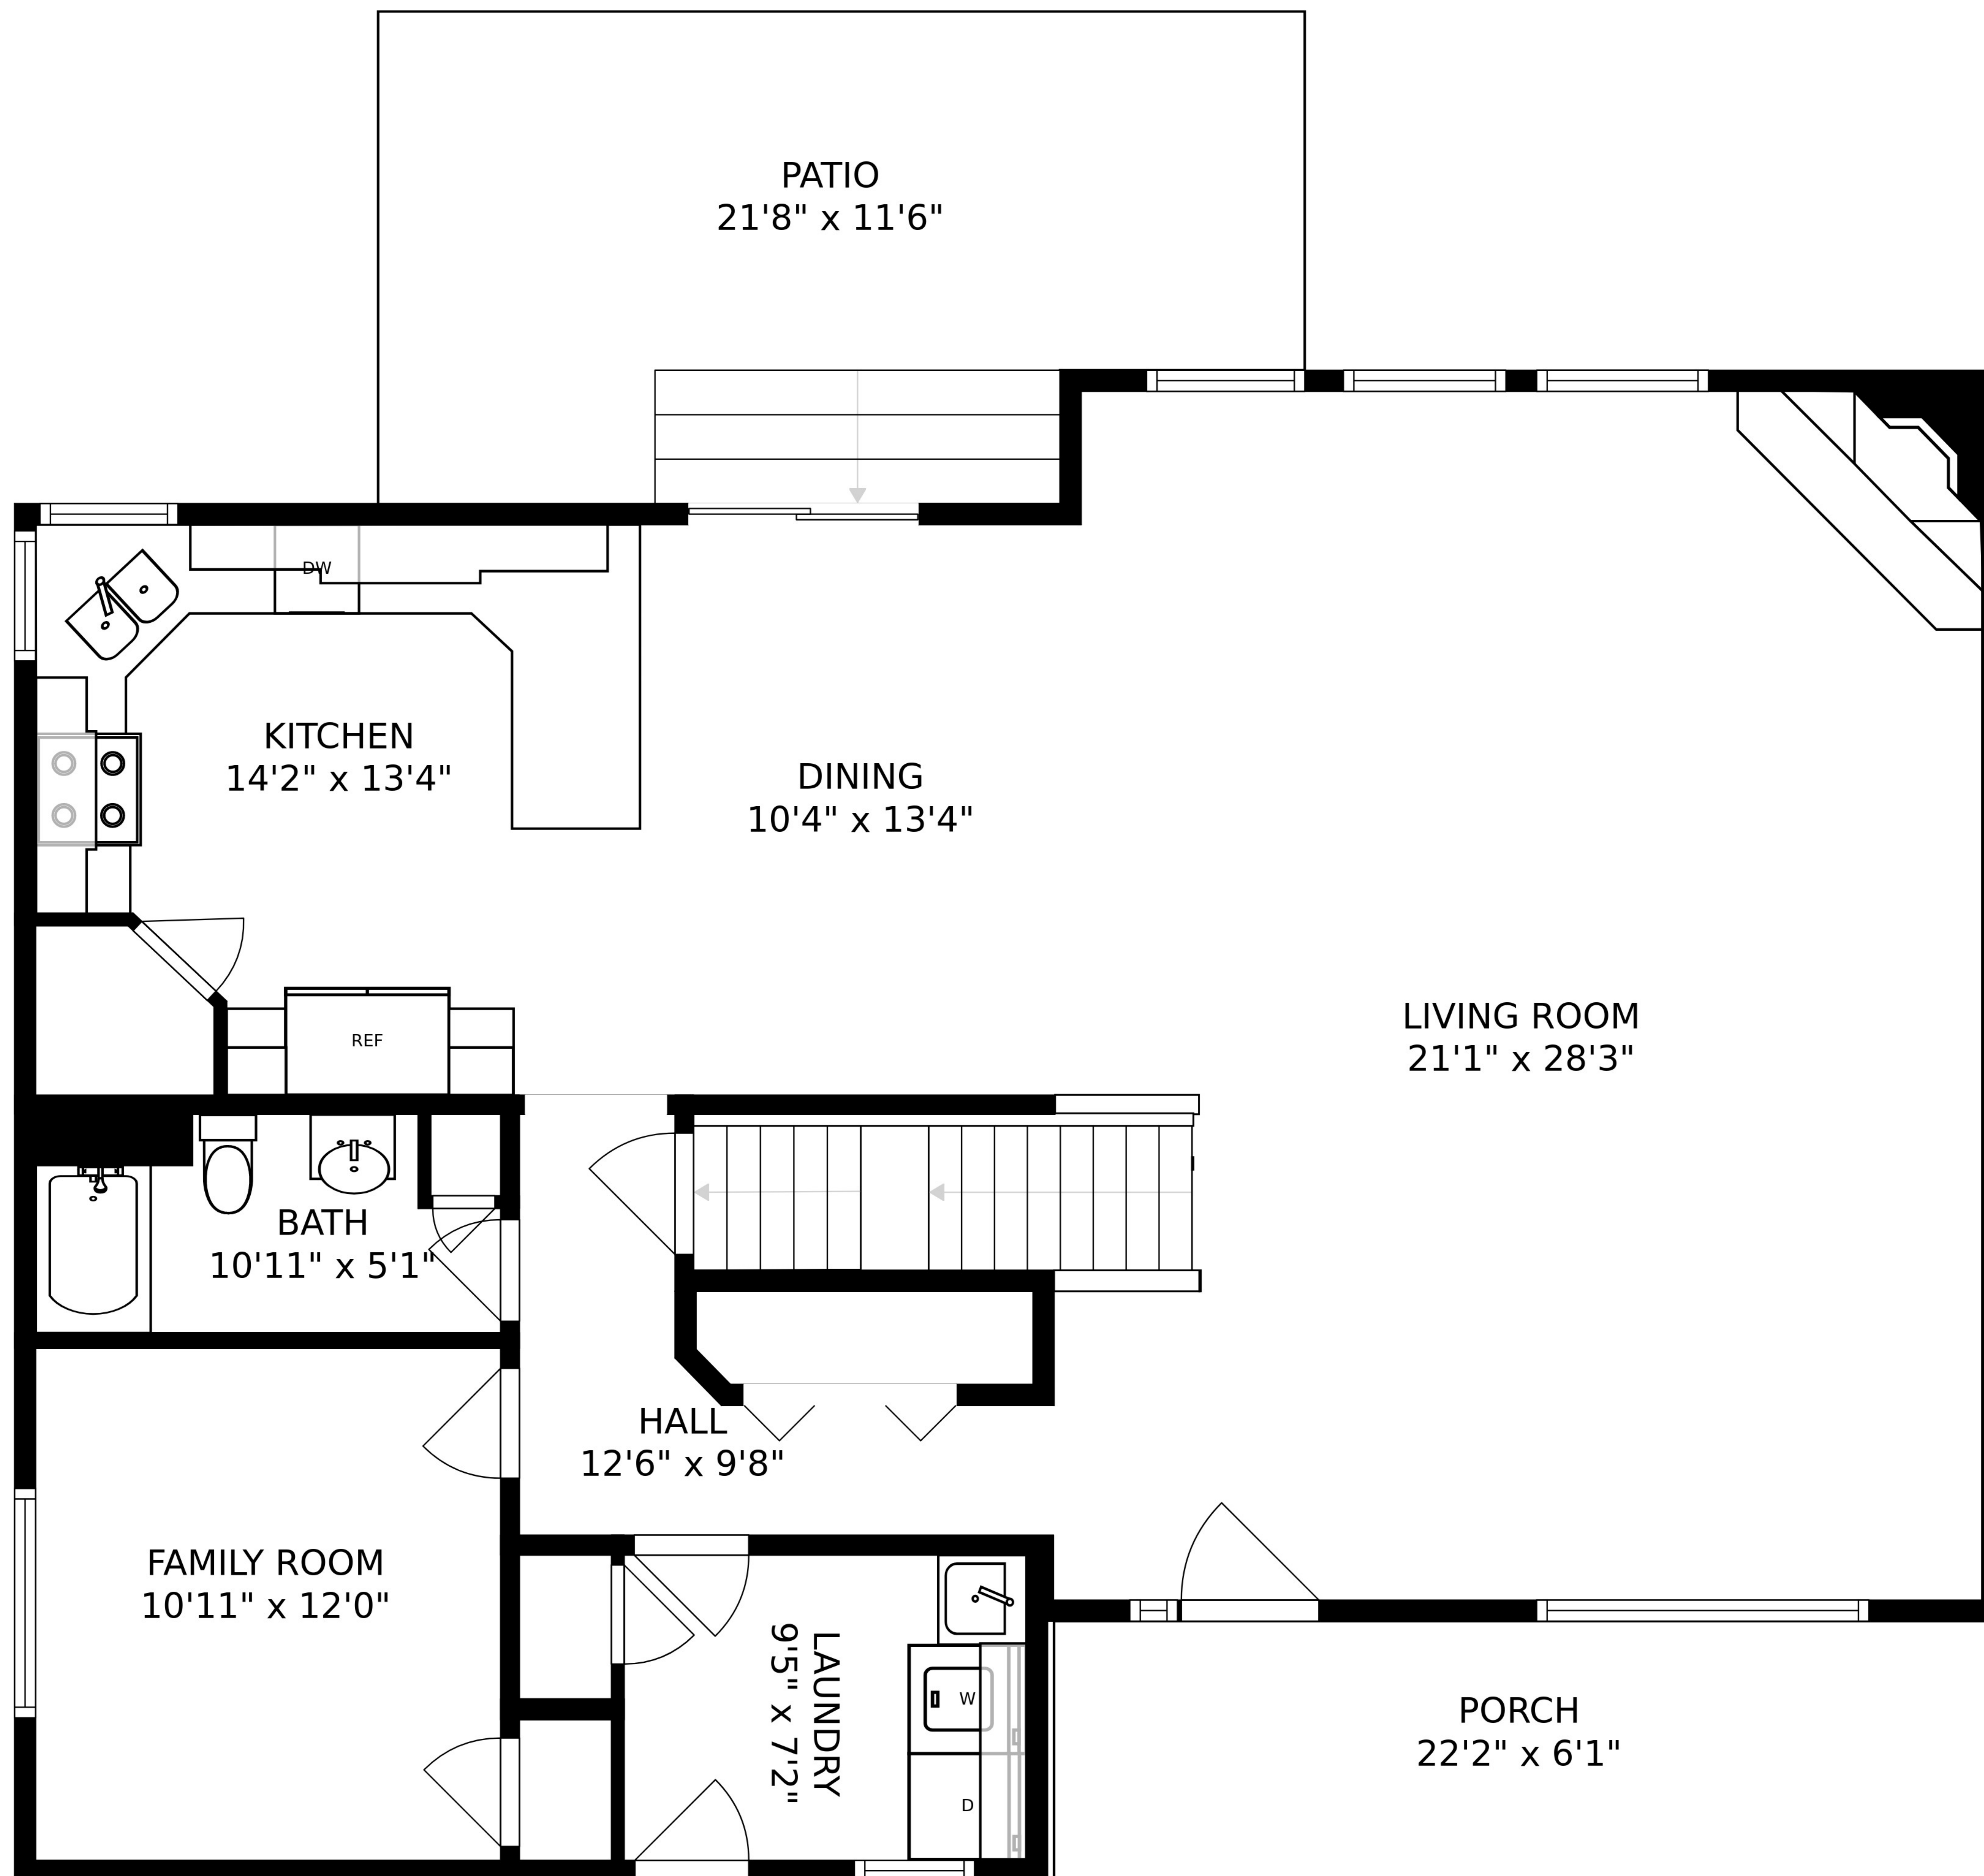 PATIO
21'8" x 11'6"
DW
KITCHEN
14'2" x 13'4"
DINING
10'4" x 13'4"
LIVING ROOM
21'1" x 28'3"
REF
BATH
10'11" x 5'1"
HALL
12'6" x 9'8"
FAMILY ROOM
10'11" x 12'0"
LAUNDRY
9'5" x 7'2"
W
D
PORCH
22'2" x 6'1"